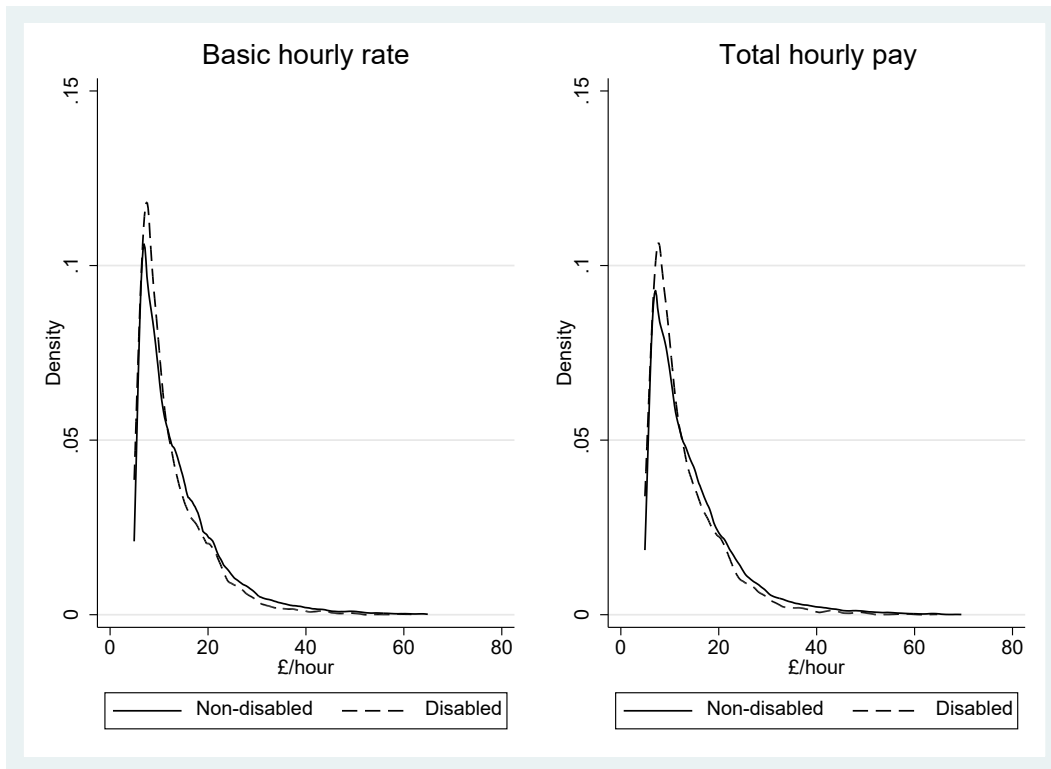 Basic hourly rate
.15
.1
.05
0
Density
0 20 40 60 80
£/hour
Non-disabled Disabled
Total hourly pay
.15
.1
.05
0
Density
0 20 40 60 80
£/hour
Non-disabled Disabled